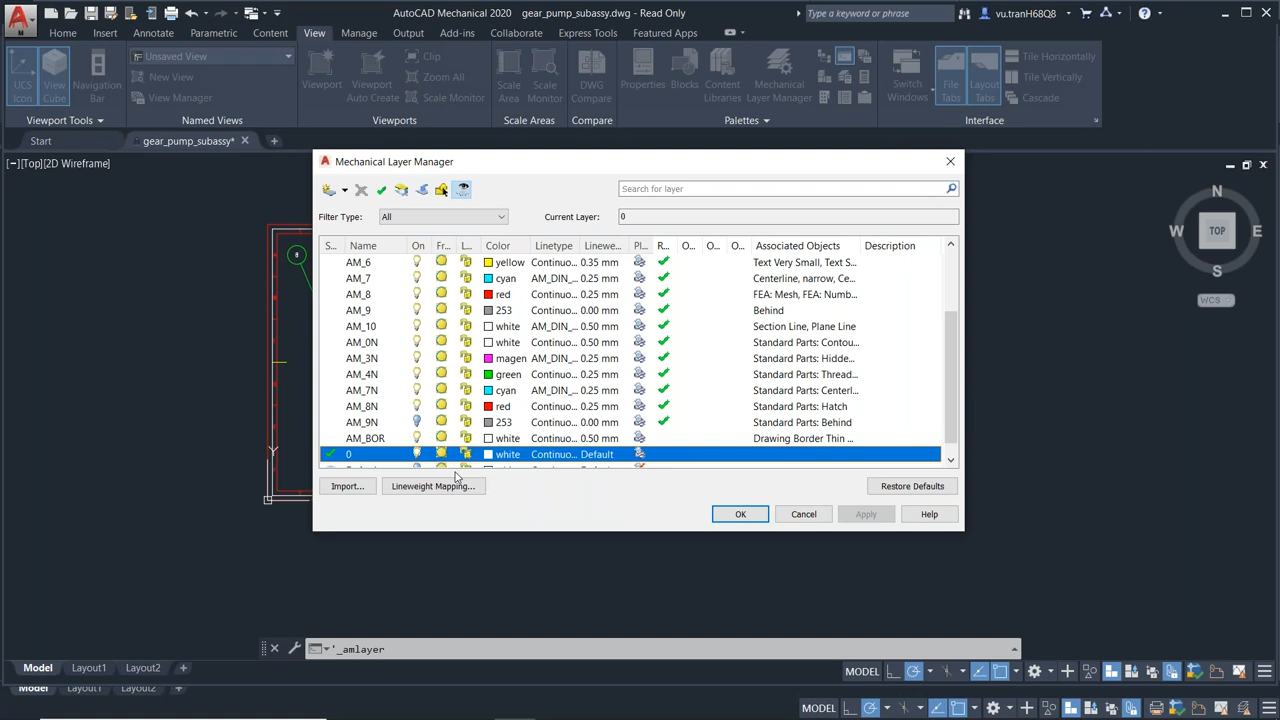 AutoCAD Mechanical 2020 gear_pump_subassy.dwg - Read Only
Type a keyword or phrase
vu.tranH68Q8
M
Home Insert Annotate Parametric Content View Manage Output Add-ins Collaborate Express Tools Featured Apps
UCS Icon
View Cube
Navigation Bar
Viewport Tools
Unsaved View
New View
View Manager
Named Views
Viewport
Viewport Auto Create
Clip
Zoom All
Scale Monitor
Viewports
Scale Area
Scale Monitor
Scale Areas
DWG Compare
Compare
Properties
Blocks
Content Libraries
Mechanical Layer Manager
Palettes
Switch Windows
File Tabs
Layout Tabs
Tile Horizontally
Tile Vertically
Cascade
Interface
Start gear_pump_subassy*
[−][Top][2D Wireframe]
Mechanical Layer Manager
Search for layer
Filter Type: All Current Layer: 0
S... Name On Fr... L... Color Linetype Linewe... Pl... R... O... O... O... Associated Objects Description
AM_6 yellow Continuo... 0.35 mm Text Very Small, Text S...
AM_7 cyan AM_DIN_... 0.25 mm Centerline, narrow, Ce...
AM_8 red Continuo... 0.25 mm FEA: Mesh, FEA: Numb...
AM_9 253 Continuo... 0.00 mm Behind
AM_10 white AM_DIN_... 0.50 mm Section Line, Plane Line
AM_0N white Continuo... 0.50 mm Standard Parts: Contou...
AM_3N magen AM_DIN_... 0.25 mm Standard Parts: Hidde...
AM_4N green Continuo... 0.25 mm Standard Parts: Thread...
AM_7N cyan AM_DIN_... 0.25 mm Standard Parts: Centerl...
AM_8N red Continuo... 0.25 mm Standard Parts: Hatch
AM_9N 253 Continuo... 0.00 mm Standard Parts: Behind
AM_BOR white Continuo... 0.50 mm Drawing Border Thin ...
0 white Continuo... Default
Import... Lineweight Mapping... Restore Defaults
OK Cancel Apply Help
N
W TOP E
S
WCS
8
Y
'_amlayer
Model Layout1 Layout2 +
MODEL
Model Layout1 Layout2 +
MODEL